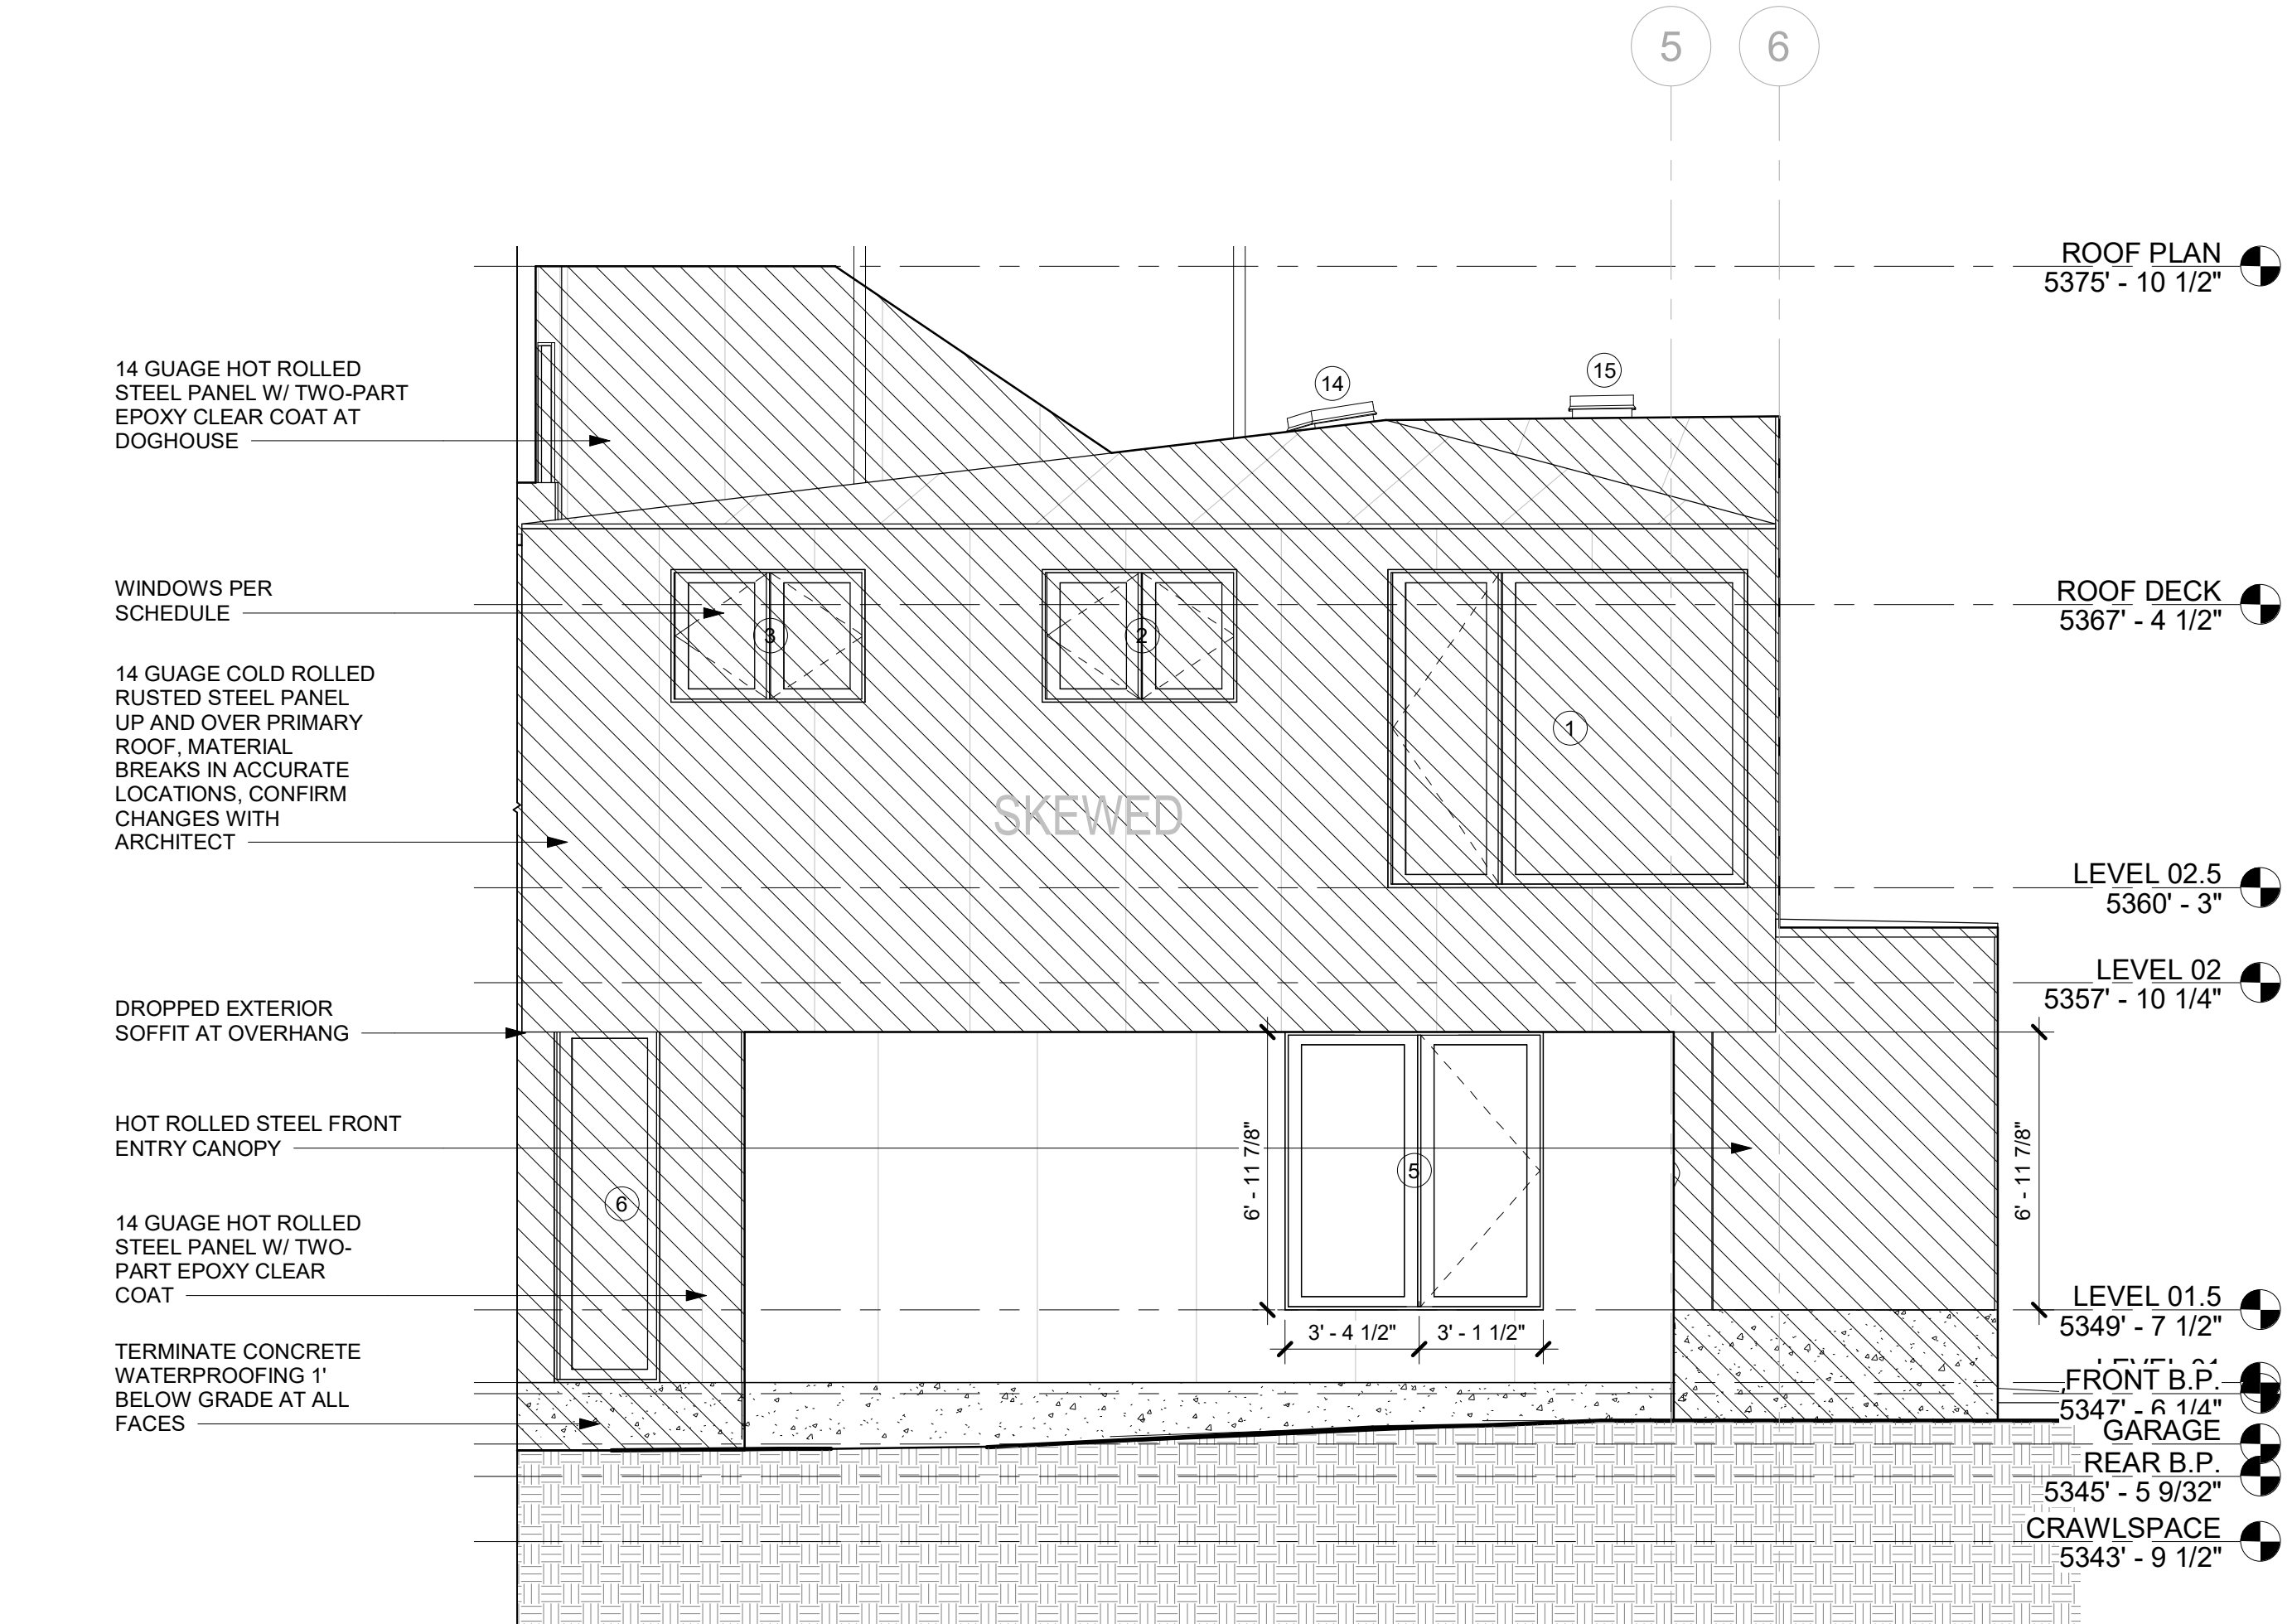 5
6
ROOF PLAN
5375' - 10 1/2"
14 GUAGE HOT ROLLED
STEEL PANEL W/ TWO-PART
EPOXY CLEAR COAT AT
DOGHOUSE
14
15
WINDOWS PER
SCHEDULE
3
2
1
ROOF DECK
5367' - 4 1/2"
14 GUAGE COLD ROLLED
RUSTED STEEL PANEL
UP AND OVER PRIMARY
ROOF, MATERIAL
BREAKS IN ACCURATE
LOCATIONS, CONFIRM
CHANGES WITH
ARCHITECT
SKEWED
LEVEL 02.5
5360' - 3"
LEVEL 02
5357' - 10 1/4"
DROPPED EXTERIOR
SOFFIT AT OVERHANG
HOT ROLLED STEEL FRONT
ENTRY CANOPY
6' - 11 7/8"
5
6' - 11 7/8"
6
14 GUAGE HOT ROLLED
STEEL PANEL W/ TWO-
PART EPOXY CLEAR
COAT
3' - 4 1/2"
3' - 1 1/2"
LEVEL 01.5
5349' - 7 1/2"
TERMINATE CONCRETE
WATERPROOFING 1'
BELOW GRADE AT ALL
FACES
LEVEL 01
FRONT B.P.
5347' - 6 1/4"
GARAGE
REAR B.P.
5345' - 5 9/32"
CRAWLSPACE
5343' - 9 1/2"